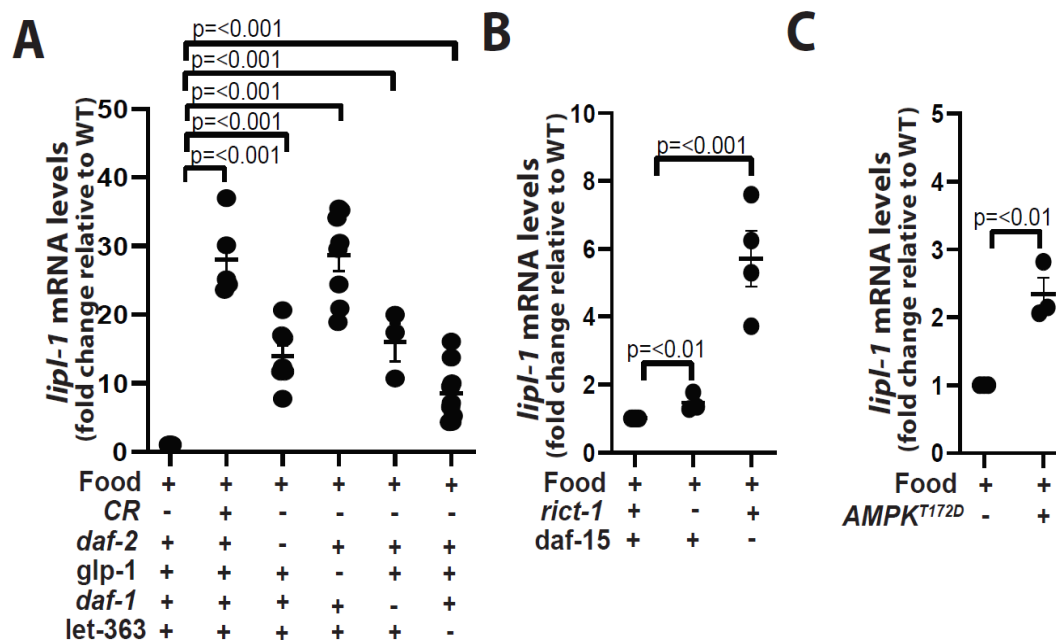 A
B
C
p=<0.001
p=<0.001
p=<0.001
p=<0.001
p=<0.001
lipl-1 mRNA levels
(fold change relative to WT)
50
40
30
20
10
0
Food + + + + + +
CR - + - - - -
daf-2 + + - + + +
glp-1 + + + - + +
daf-1 + + + + - +
let-363 + + + + + -
lipl-1 mRNA levels
(fold change relative to WT)
10
8
6
4
2
0
p=<0.001
p=<0.01
Food + + +
rict-1 + - +
daf-15 + + -
lipl-1 mRNA levels
(fold change relative to WT)
5
4
3
2
1
0
p=<0.01
Food + +
AMPKT172D - +